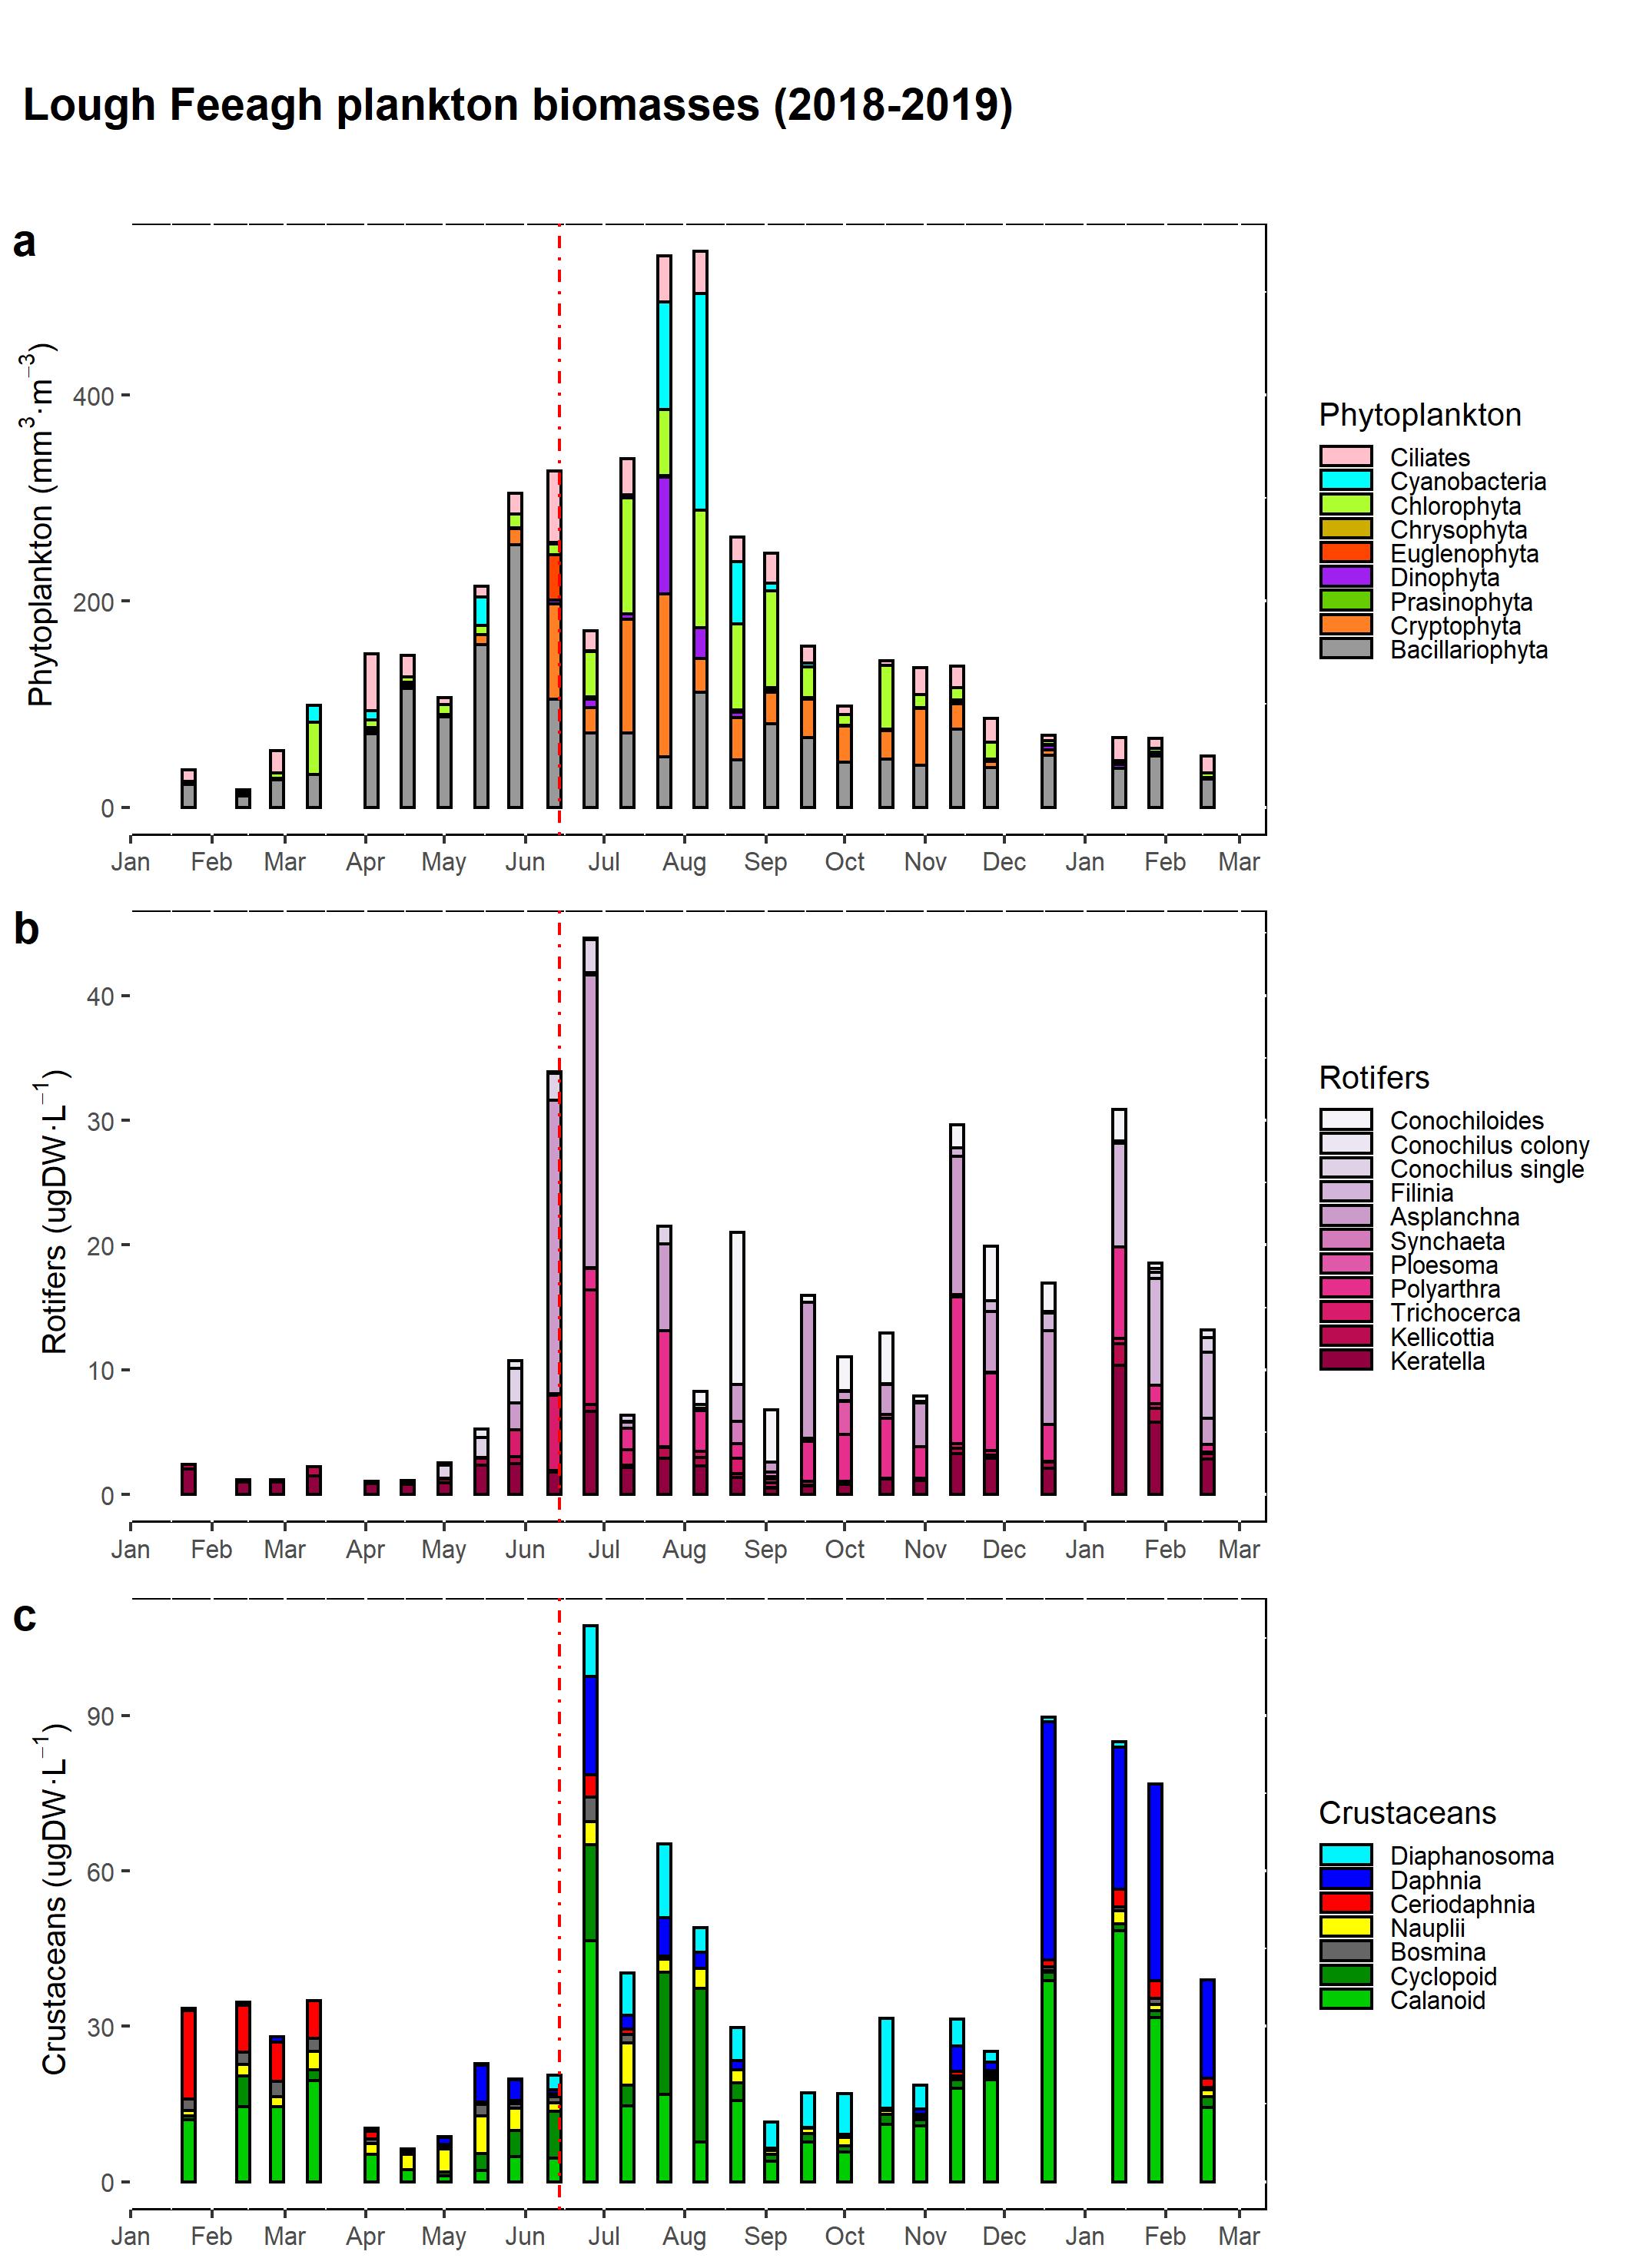 Lough Feeagh plankton biomasses (2018-2019)
a
Phytoplankton (mm³·m⁻³)
400
200
0
Jan Feb Mar Apr May Jun Jul Aug Sep Oct Nov Dec Jan Feb Mar
Phytoplankton
Ciliates
Cyanobacteria
Chlorophyta
Chrysophyta
Euglenophyta
Dinophyta
Prasinophyta
Cryptophyta
Bacillariophyta
b
Rotifers (ugDW·L⁻¹)
40
30
20
10
0
Jan Feb Mar Apr May Jun Jul Aug Sep Oct Nov Dec Jan Feb Mar
Rotifers
Conochiloides
Conochilus colony
Conochilus single
Filinia
Asplanchna
Synchaeta
Ploesoma
Polyarthra
Trichocerca
Kellicottia
Keratella
c
Crustaceans (ugDW·L⁻¹)
90
60
30
0
Jan Feb Mar Apr May Jun Jul Aug Sep Oct Nov Dec Jan Feb Mar
Crustaceans
Diaphanosoma
Daphnia
Ceriodaphnia
Nauplii
Bosmina
Cyclopoid
Calanoid